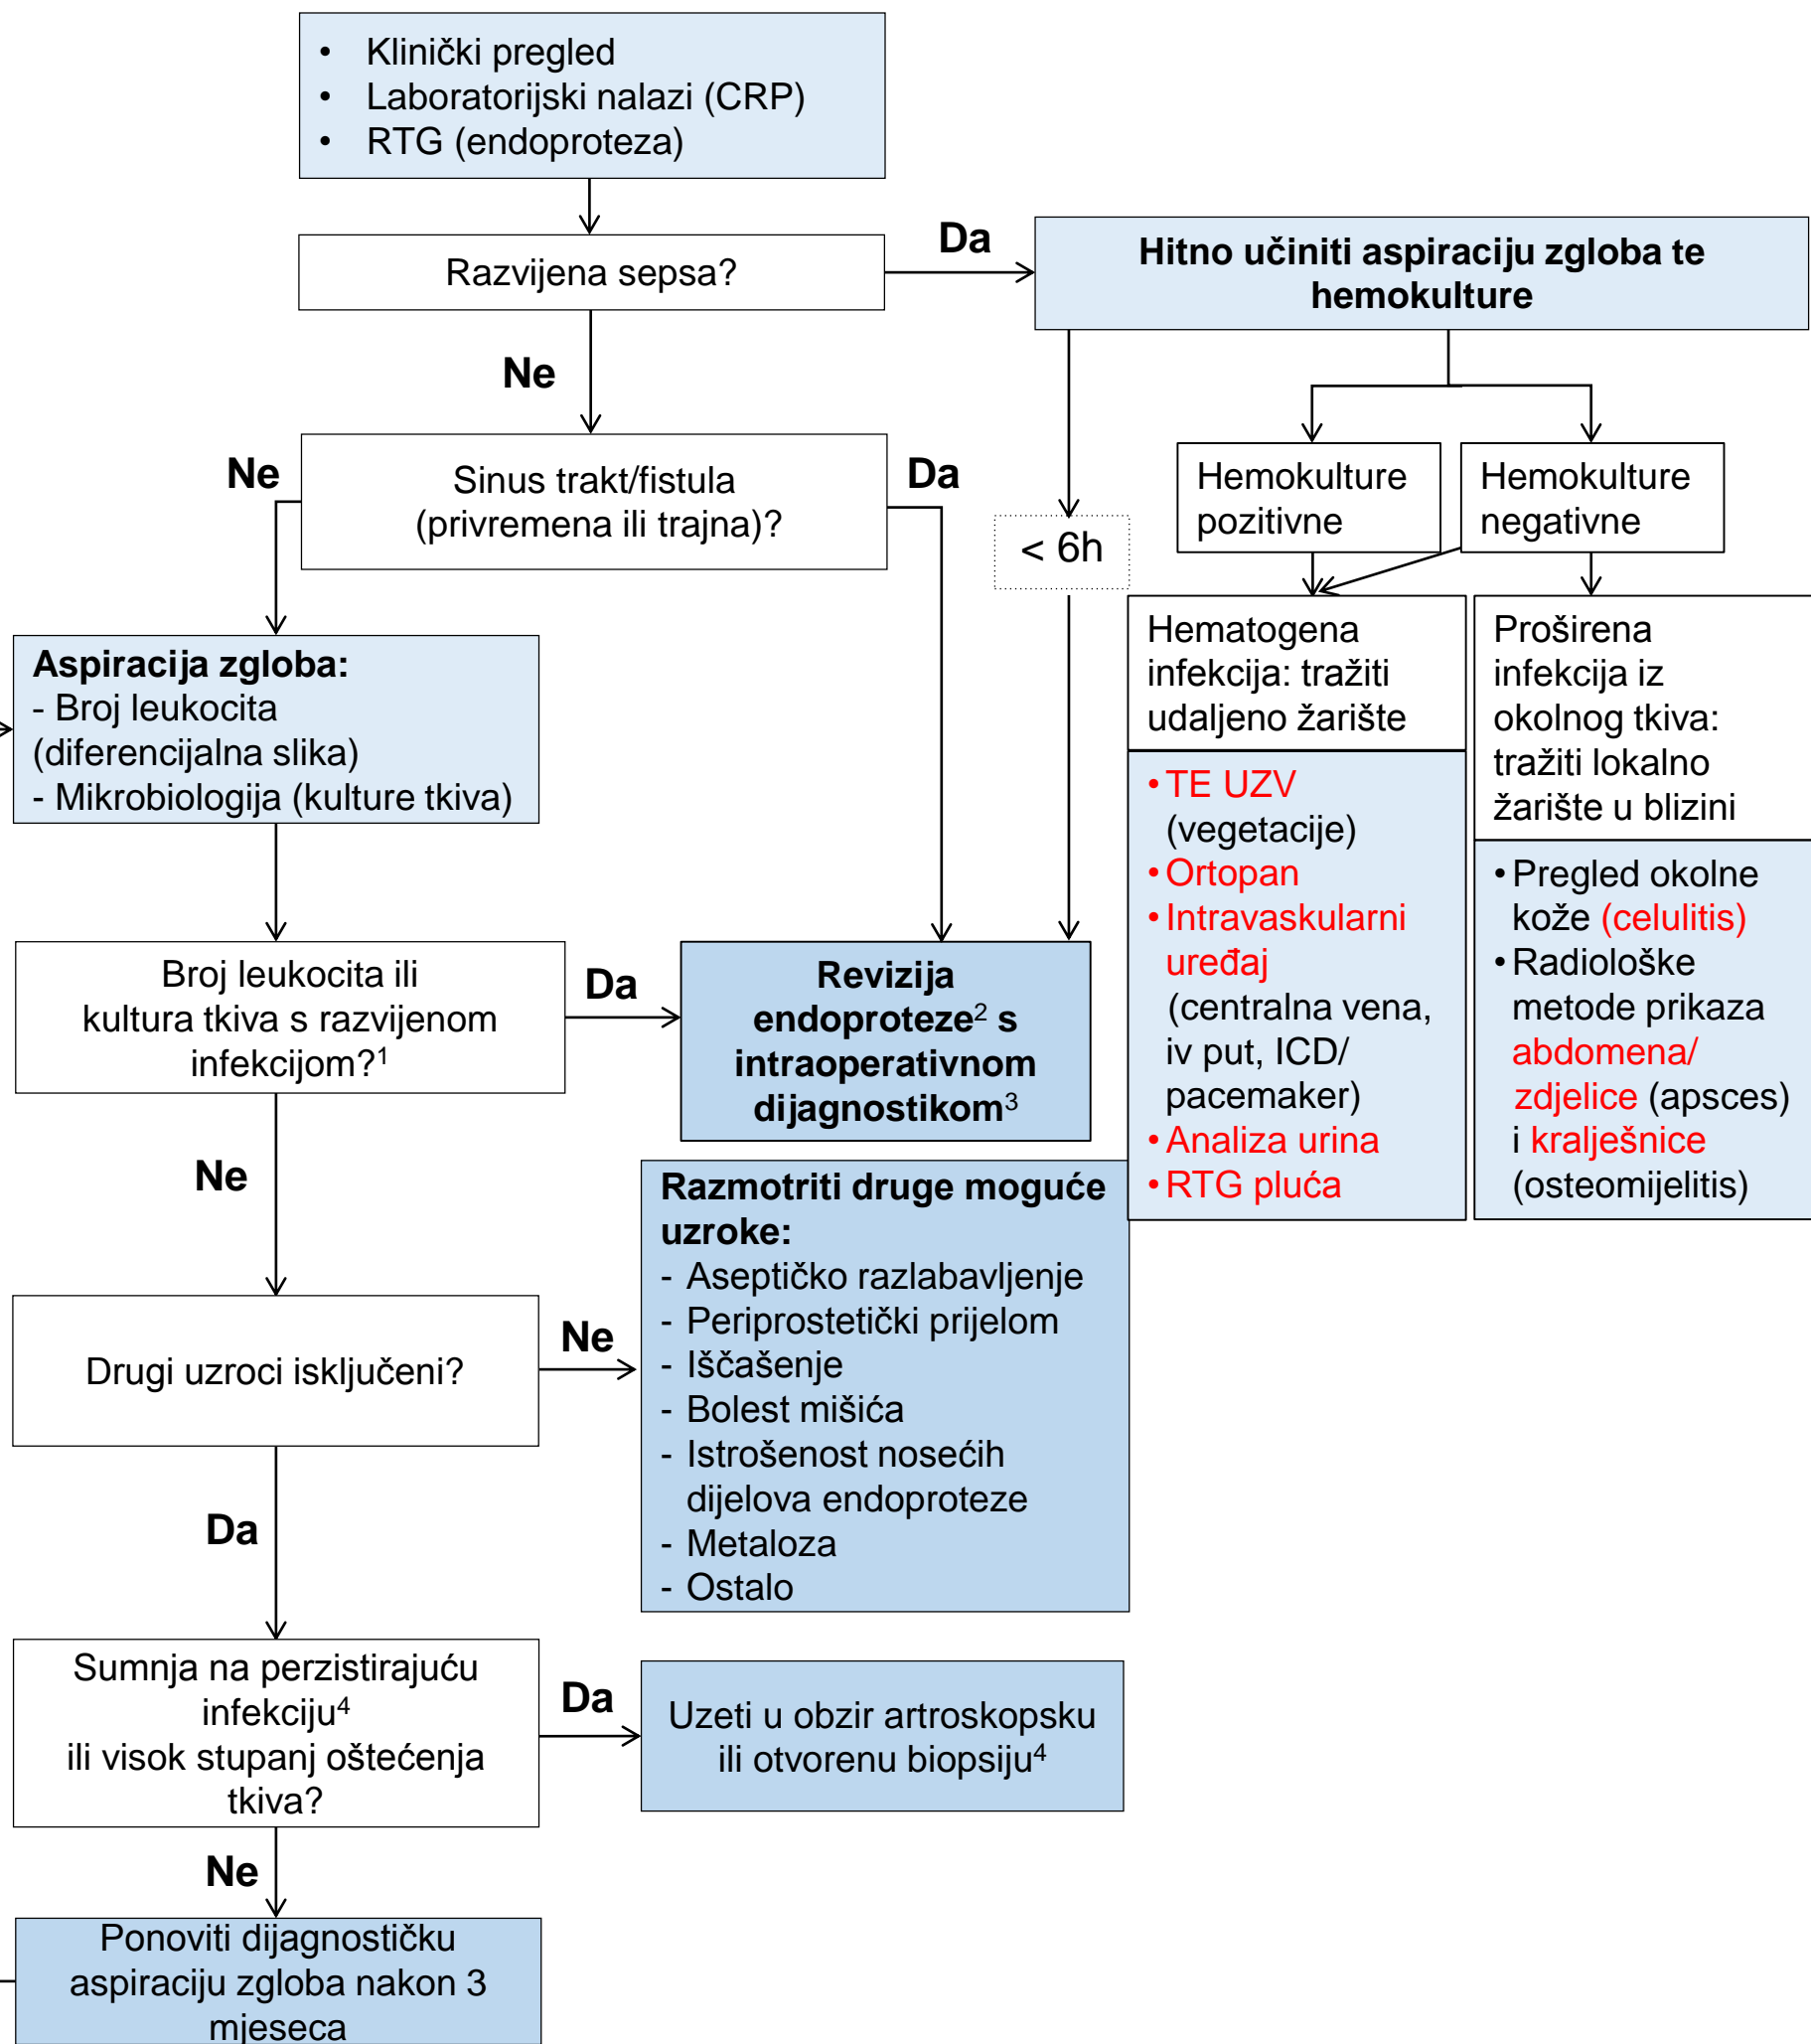 • Klinički pregled
• Laboratorijski nalazi (CRP)
• RTG (endoproteza)
Razvijena sepsa?
Da
Hitno učiniti aspiraciju zgloba te
hemokulture
Ne
Sinus trakt/fistula
(privremena ili trajna)?
Ne
Da
< 6h
Hemokulture
pozitivne
Hemokulture
negativne
Hematogena
infekcija: tražiti
udaljeno žarište
• TE UZV
(vegetacije)
• Ortopan
• Intravaskularni
uređaj
(centralna vena,
iv put, ICD/
pacemaker)
• Analiza urina
• RTG pluća
Proširena
infekcija iz
okolnog tkiva:
tražiti lokalno
žarište u blizini
• Pregled okolne
kože (celulitis)
• Radiološke
metode prikaza
abdomena/
zdjelice (apsces)
i kralješnice
(osteomijelitis)
Aspiracija zgloba:
- Broj leukocita
(diferencijalna slika)
- Mikrobiologija (kulture tkiva)
Broj leukocita ili
kultura tkiva s razvijenom
infekcijom?¹
Da
Revizija
endoproteze² s
intraoperativnom
dijagnostikom³
Ne
Drugi uzroci isključeni?
Ne
Razmotriti druge moguće
uzroke:
- Aseptičko razlabavljenje
- Periprostetički prijelom
- Iščašenje
- Bolest mišića
- Istrošenost nosećih
dijelova endoproteze
- Metaloza
- Ostalo
Da
Sumnja na perzistirajuću
infekciju⁴
ili visok stupanj oštećenja
tkiva?
Da
Uzeti u obzir artroskopsku
ili otvorenu biopsiju⁴
Ne
Ponoviti dijagnostičku
aspiraciju zgloba nakon 3
mjeseca